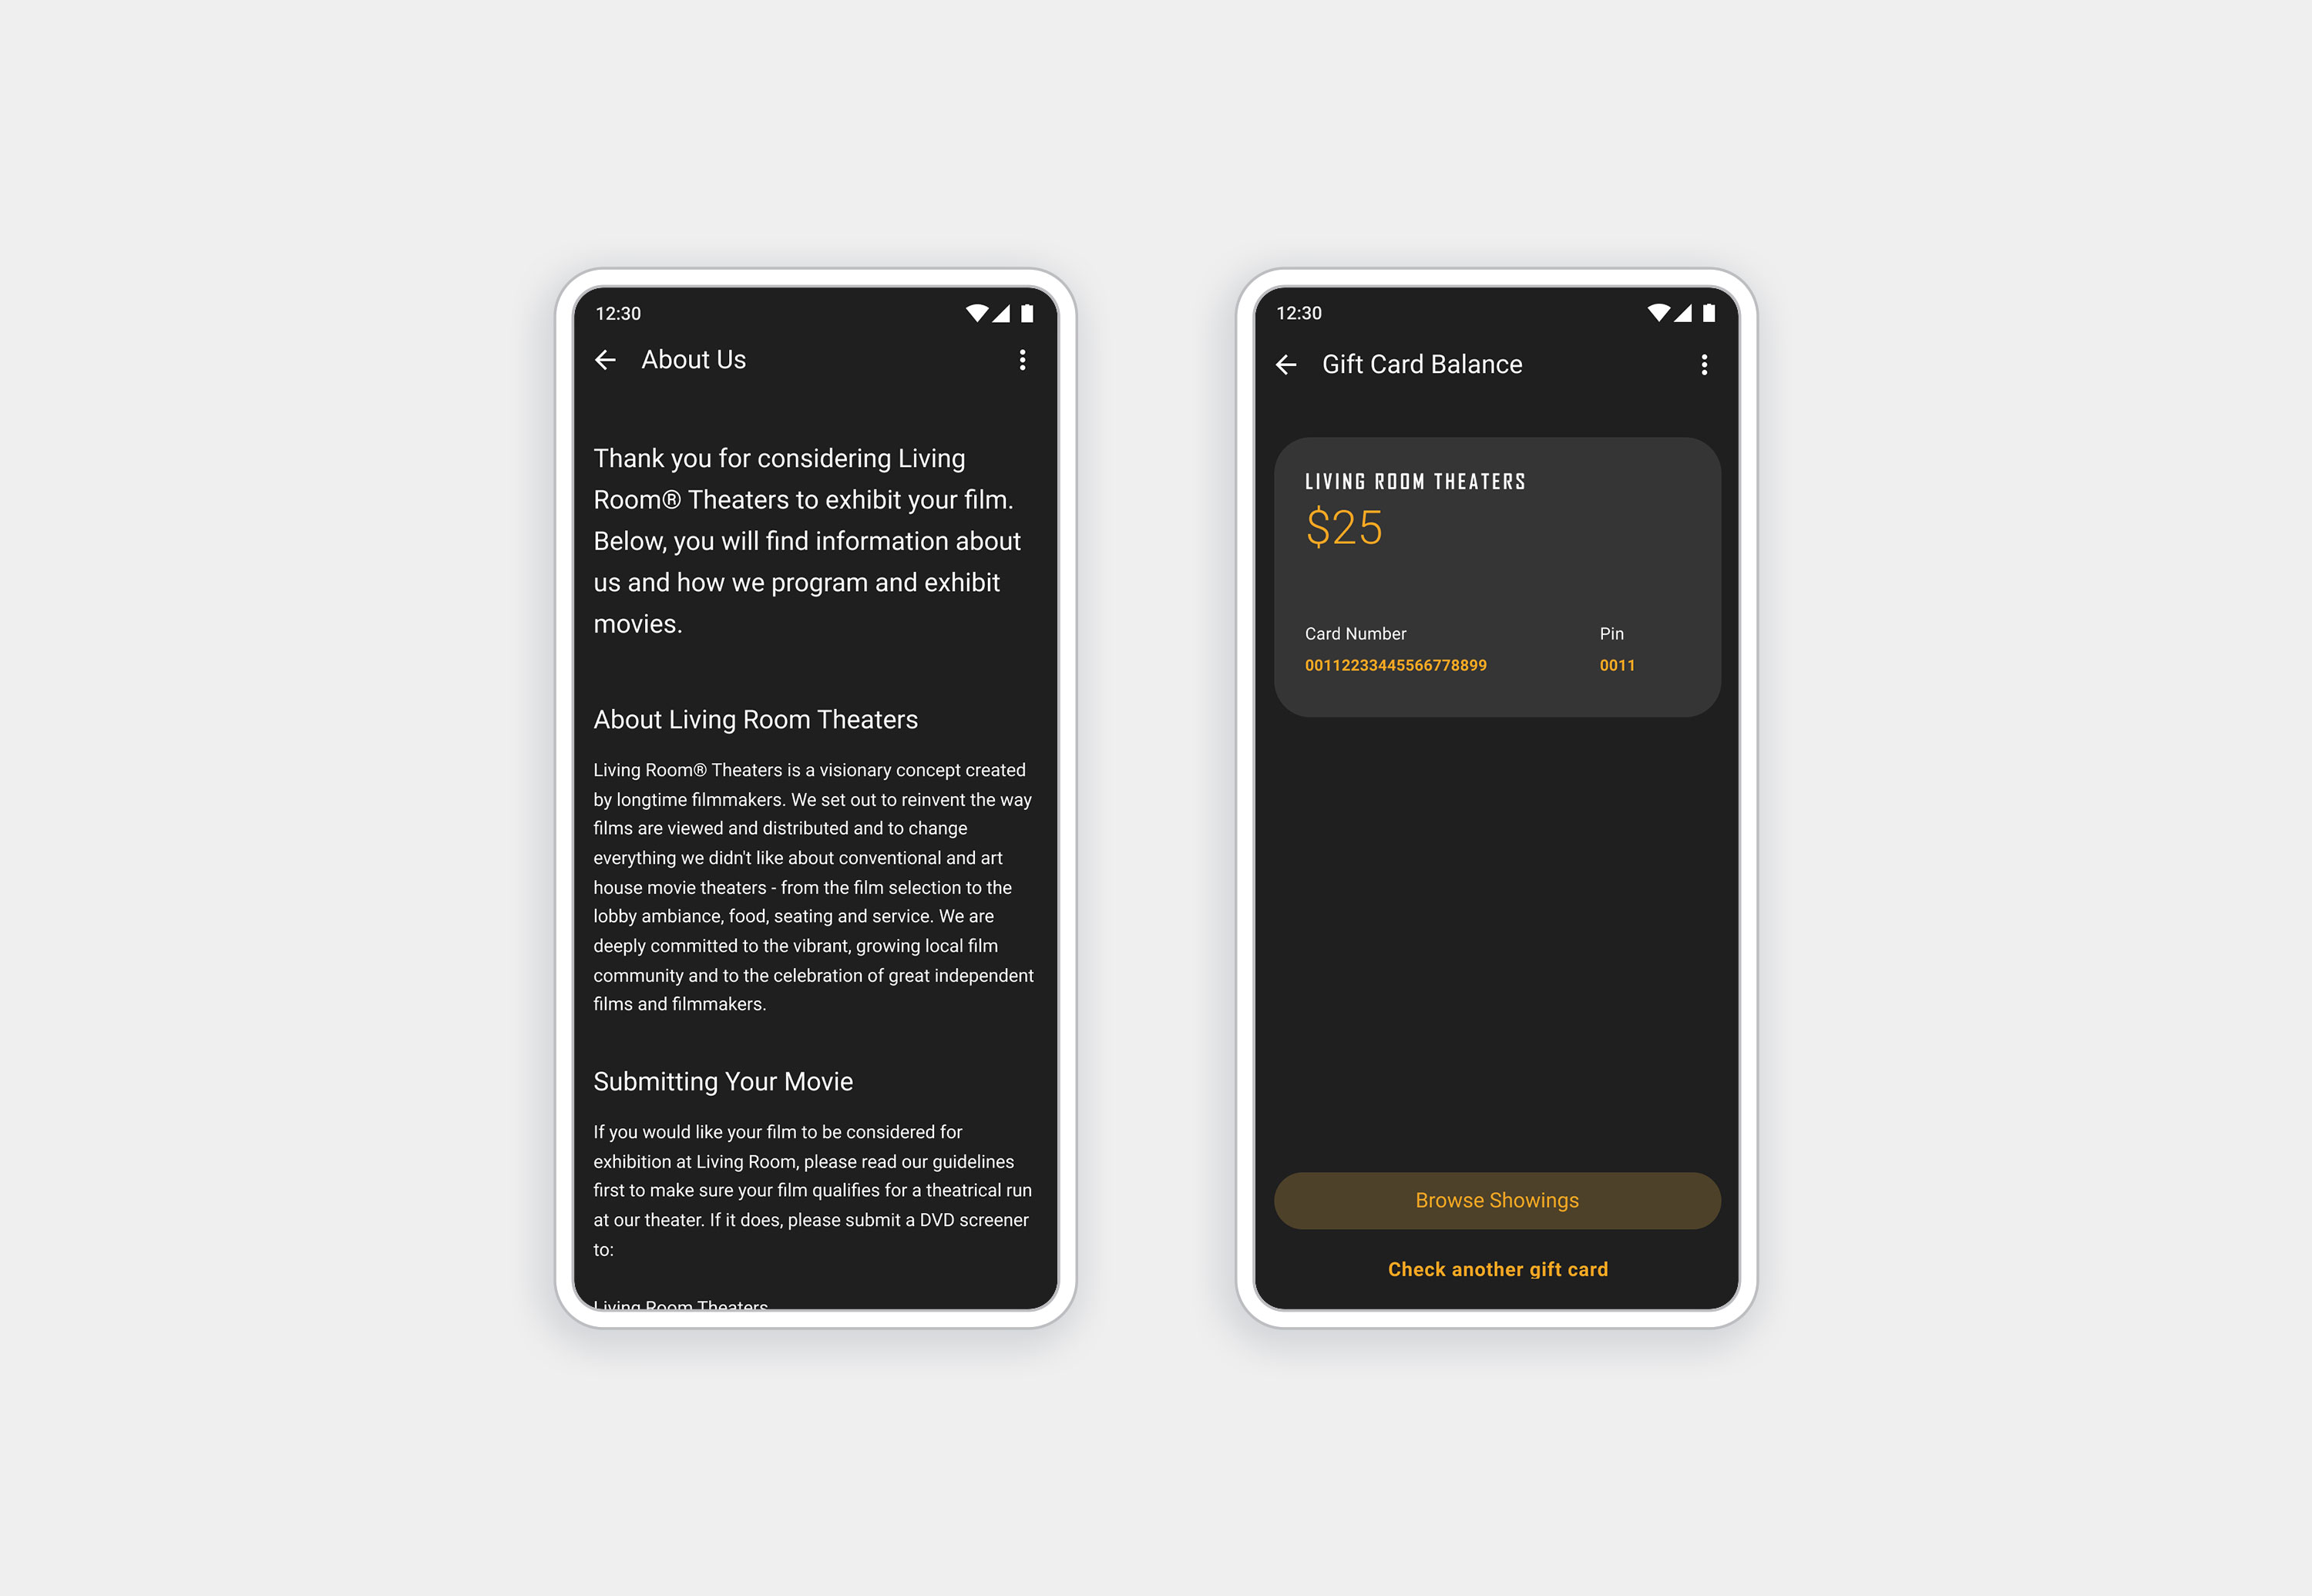 12:30
About Us
Thank you for considering Living
Room® Theaters to exhibit your film.
Below, you will find information about
us and how we program and exhibit
movies.
About Living Room Theaters
Living Room® Theaters is a visionary concept created
by longtime filmmakers. We set out to reinvent the way
films are viewed and distributed and to change
everything we didn't like about conventional and art
house movie theaters - from the film selection to the
lobby ambiance, food, seating and service. We are
deeply committed to the vibrant, growing local film
community and to the celebration of great independent
films and filmmakers.
Submitting Your Movie
If you would like your film to be considered for
exhibition at Living Room, please read our guidelines
first to make sure your film qualifies for a theatrical run
at our theater. If it does, please submit a DVD screener
to:
Living Room Theaters
12:30
Gift Card Balance
LIVING ROOM THEATERS
$25
Card Number
Pin
00112233445566778899
0011
Browse Showings
Check another gift card